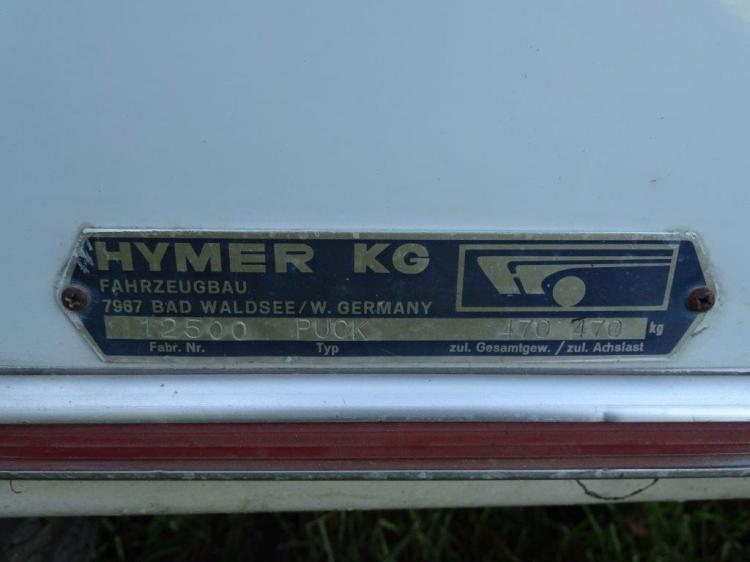 HYMER KG
FAHRZEUGBAU
7967 BAD WALDSEE/W. GERMANY
12500 PUCK 470 470 kg
Fabr. Nr. Typ zul. Gesamtgew. / zul. Achslast